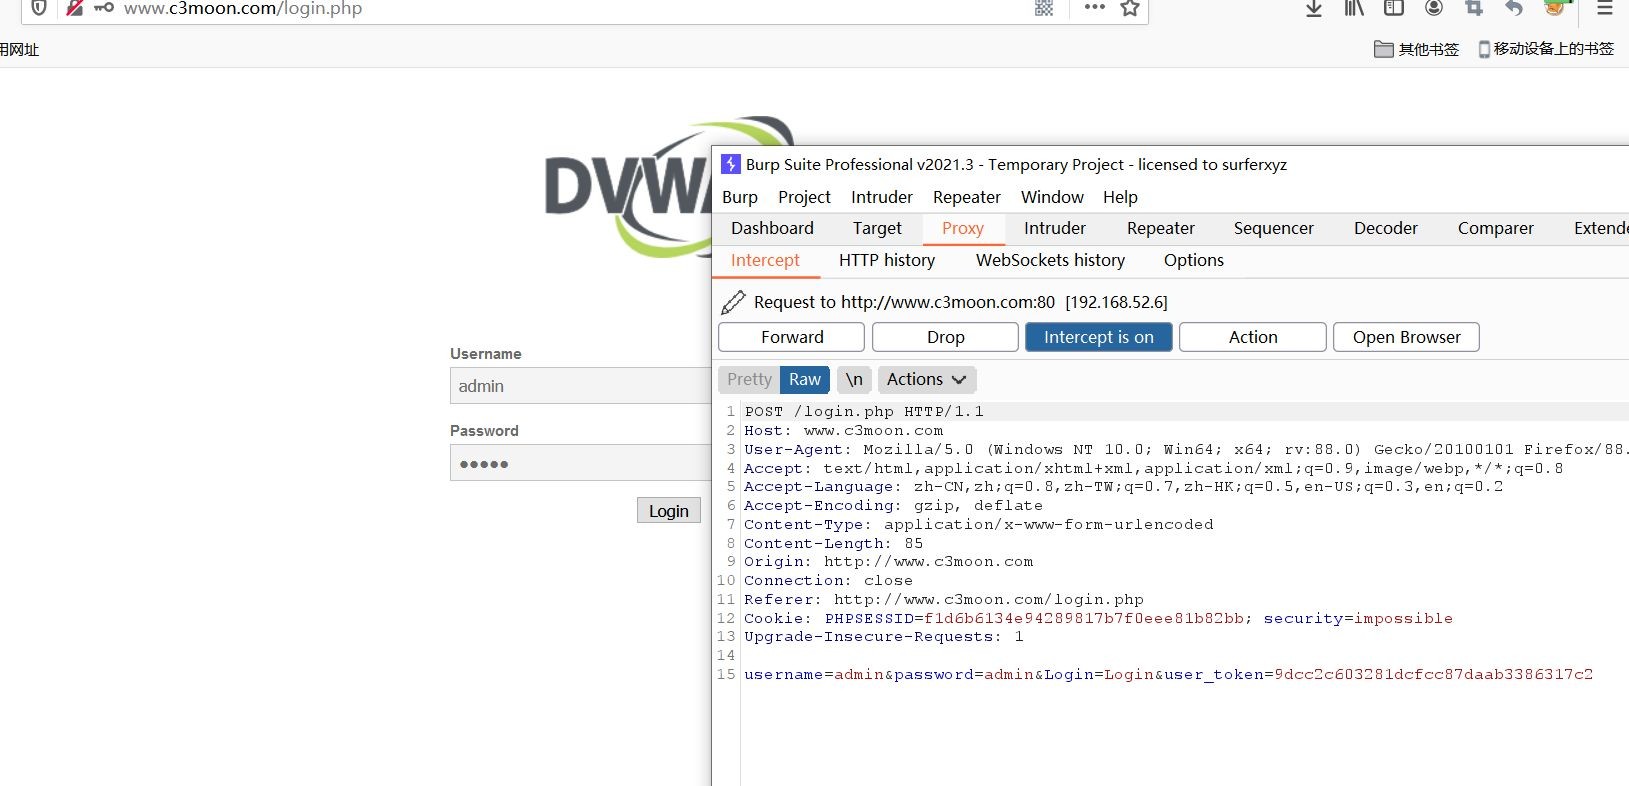 www.c3moon.com/login.php
用网址
其他书签
移动设备上的书签
DVWA
Username
admin
Password
•••••
Login
Burp Suite Professional v2021.3 - Temporary Project - licensed to surferxyz
Burp Project Intruder Repeater Window Help
Dashboard Target Proxy Intruder Repeater Sequencer Decoder Comparer Extende
Intercept HTTP history WebSockets history Options
Request to http://www.c3moon.com:80 [192.168.52.6]
Forward Drop Intercept is on Action Open Browser
Pretty Raw \n Actions
1 POST /login.php HTTP/1.1
2 Host: www.c3moon.com
3 User-Agent: Mozilla/5.0 (Windows NT 10.0; Win64; x64; rv:88.0) Gecko/20100101 Firefox/88.
4 Accept: text/html,application/xhtml+xml,application/xml;q=0.9,image/webp,*/*;q=0.8
5 Accept-Language: zh-CN,zh;q=0.8,zh-TW;q=0.7,zh-HK;q=0.5,en-US;q=0.3,en;q=0.2
6 Accept-Encoding: gzip, deflate
7 Content-Type: application/x-www-form-urlencoded
8 Content-Length: 85
9 Origin: http://www.c3moon.com
10 Connection: close
11 Referer: http://www.c3moon.com/login.php
12 Cookie: PHPSESSID=f1d6b6134e94289817b7f0eee81b82bb; security=impossible
13 Upgrade-Insecure-Requests: 1
14
15 username=admin&password=admin&Login=Login&user_token=9dcc2c603281dcfcc87daab3386317c2